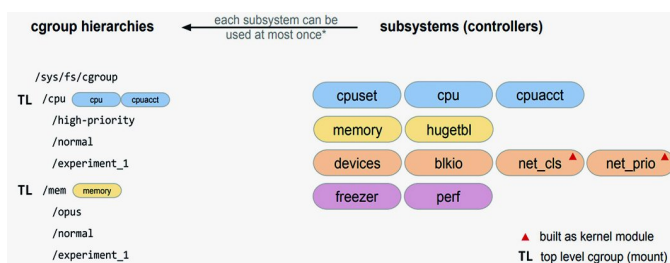 cgroup hierarchies
each subsystem can be
used at most once*
subsystems (controllers)
/sys/fs/cgroup
TL /cpu cpu cpuacct
/high-priority
/normal
/experiment_1
TL /mem memory
/opus
/normal
/experiment_1
cpuset cpu cpuacct
memory hugetbl
devices blkio net_cls net_prio
freezer perf
built as kernel module
TL top level cgroup (mount)